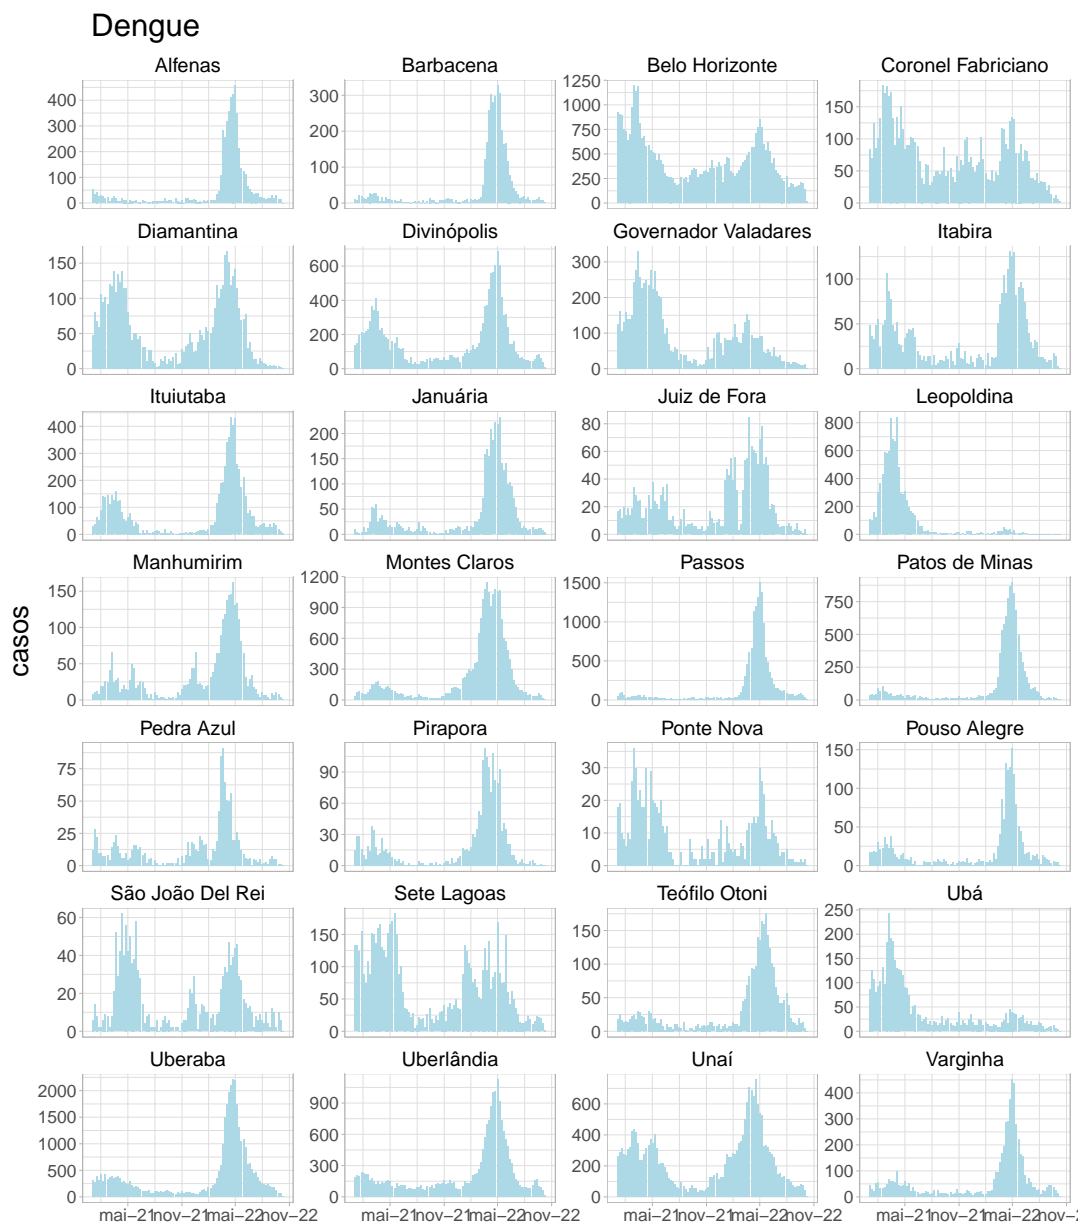 Dengue
Alfenas Barbacena Belo Horizonte Coronel Fabriciano
400 300 200 100 0
300 200 100 0
1250 1000 750 500 250 0
150 100 50 0
Diamantina Divinópolis Governador Valadares Itabira
150 100 50 0
600 400 200 0
300 200 100 0
100 50 0
Ituiutaba Januária Juiz de Fora Leopoldina
400 300 200 100 0
200 150 100 50 0
80 60 40 20 0
800 600 400 200 0
Manhumirim Montes Claros Passos Patos de Minas
150 100 50 0
1200 900 600 300 0
1500 1000 500 0
750 500 250 0
casos
Pedra Azul Pirapora Ponte Nova Pouso Alegre
75 50 25 0
90 60 30 0
30 20 10 0
150 100 50 0
São João Del Rei Sete Lagoas Teófilo Otoni Ubá
60 40 20 0
150 100 50 0
150 100 50 0
250 200 150 100 50 0
Uberaba Uberlândia Unaí Varginha
2000 1500 1000 500 0
900 600 300 0
600 400 200 0
400 300 200 100 0
mai−21 nov−21 mai−22 nov−22 mai−21 nov−21 mai−22 nov−22 mai−21 nov−21 mai−22 nov−22 mai−21 nov−21 mai−22 nov−2